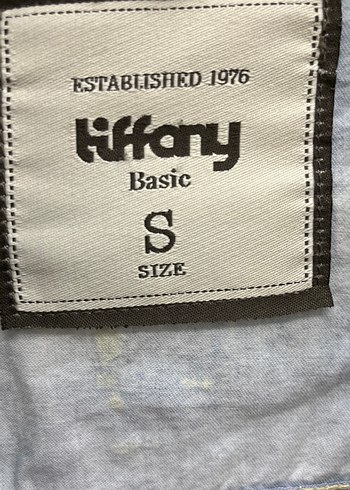 ESTABLISHED 1976
tiffany
Basic
S
SIZE